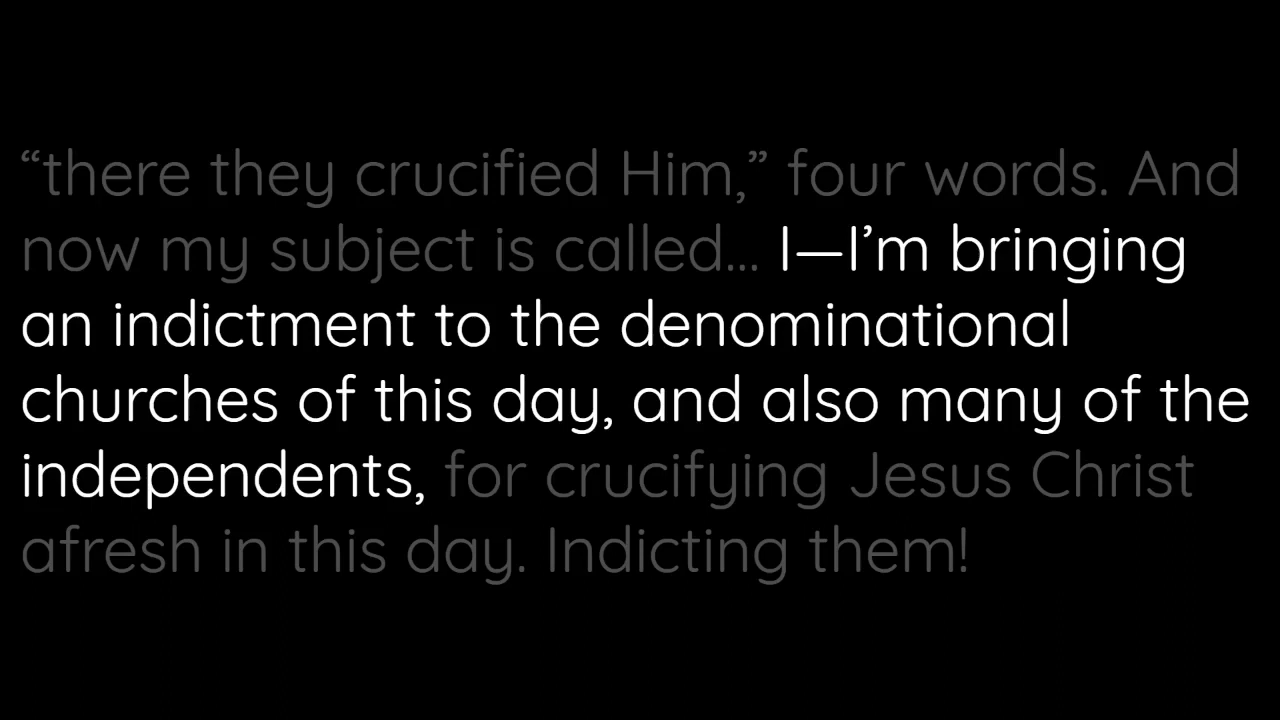 “there they crucified Him,” four words. And
now my subject is called... I—I’m bringing
an indictment to the denominational
churches of this day, and also many of the
independents, for crucifying Jesus Christ
afresh in this day. Indicting them!